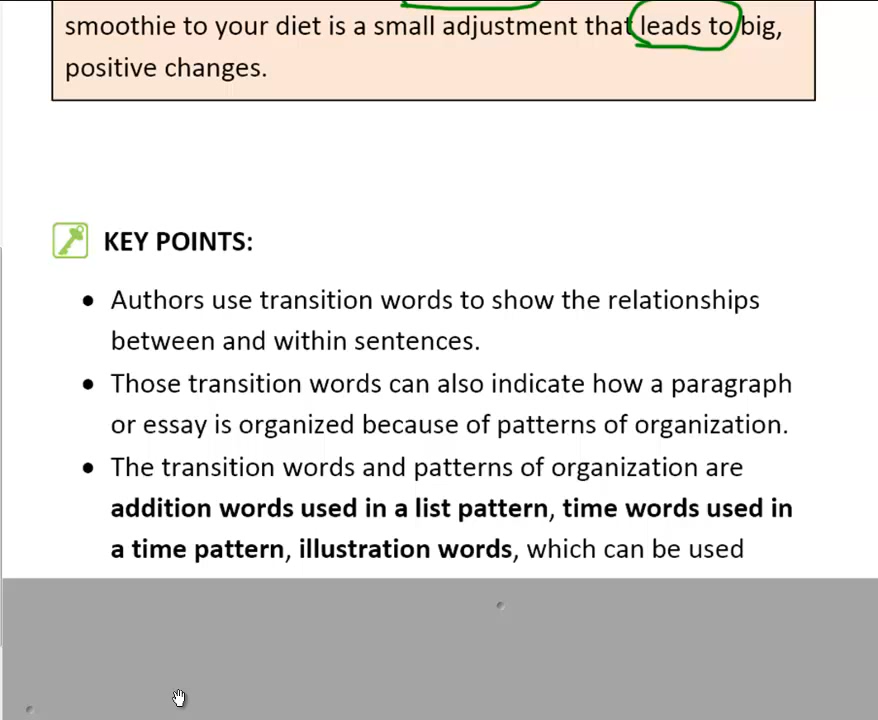 smoothie to your diet is a small adjustment that leads to big,
positive changes.
KEY POINTS:
• Authors use transition words to show the relationships
between and within sentences.
• Those transition words can also indicate how a paragraph
or essay is organized because of patterns of organization.
• The transition words and patterns of organization are
addition words used in a list pattern, time words used in
a time pattern, illustration words, which can be used